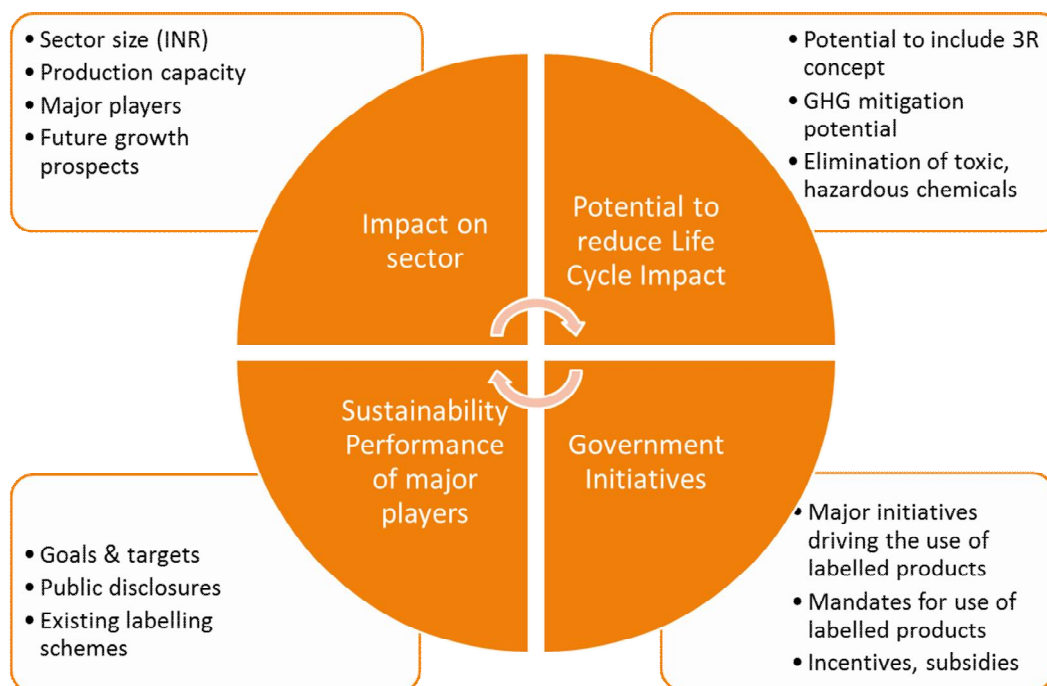 • Sector size (INR)
• Production capacity
• Major players
• Future growth
prospects
• Potential to include 3R
concept
• GHG mitigation
potential
• Elimination of toxic,
hazardous chemicals
Impact on
sector
Potential to
reduce Life
Cycle Impact
Sustainability
Performance
of major
players
Government
Initiatives
• Goals & targets
• Public disclosures
• Existing labelling
schemes
• Major initiatives
driving the use of
labelled products
• Mandates for use of
labelled products
• Incentives, subsidies